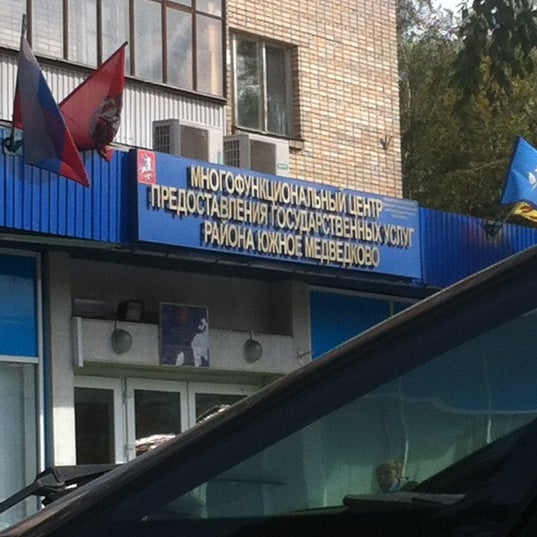 МНОГОФУНКЦИОНАЛЬНЫЙ ЦЕНТР
ПРЕДОСТАВЛЕНИЯ ГОСУДАРСТВЕННЫХ УСЛУГ
РАЙОНА ЮЖНОЕ МЕДВЕДКОВО